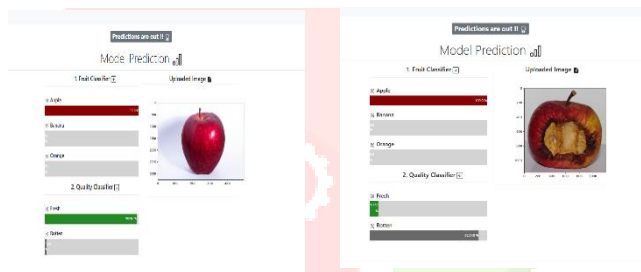 Predictions are out !!
Model Prediction
1. Fruit Classifier
Uploaded Image
Apple
Banana
Orange
2. Quality Classifier
Fresh
Rotten
Predictions are out !!
Model Prediction
1. Fruit Classifier
Uploaded Image
Apple
Banana
Orange
2. Quality Classifier
Fresh
Rotten